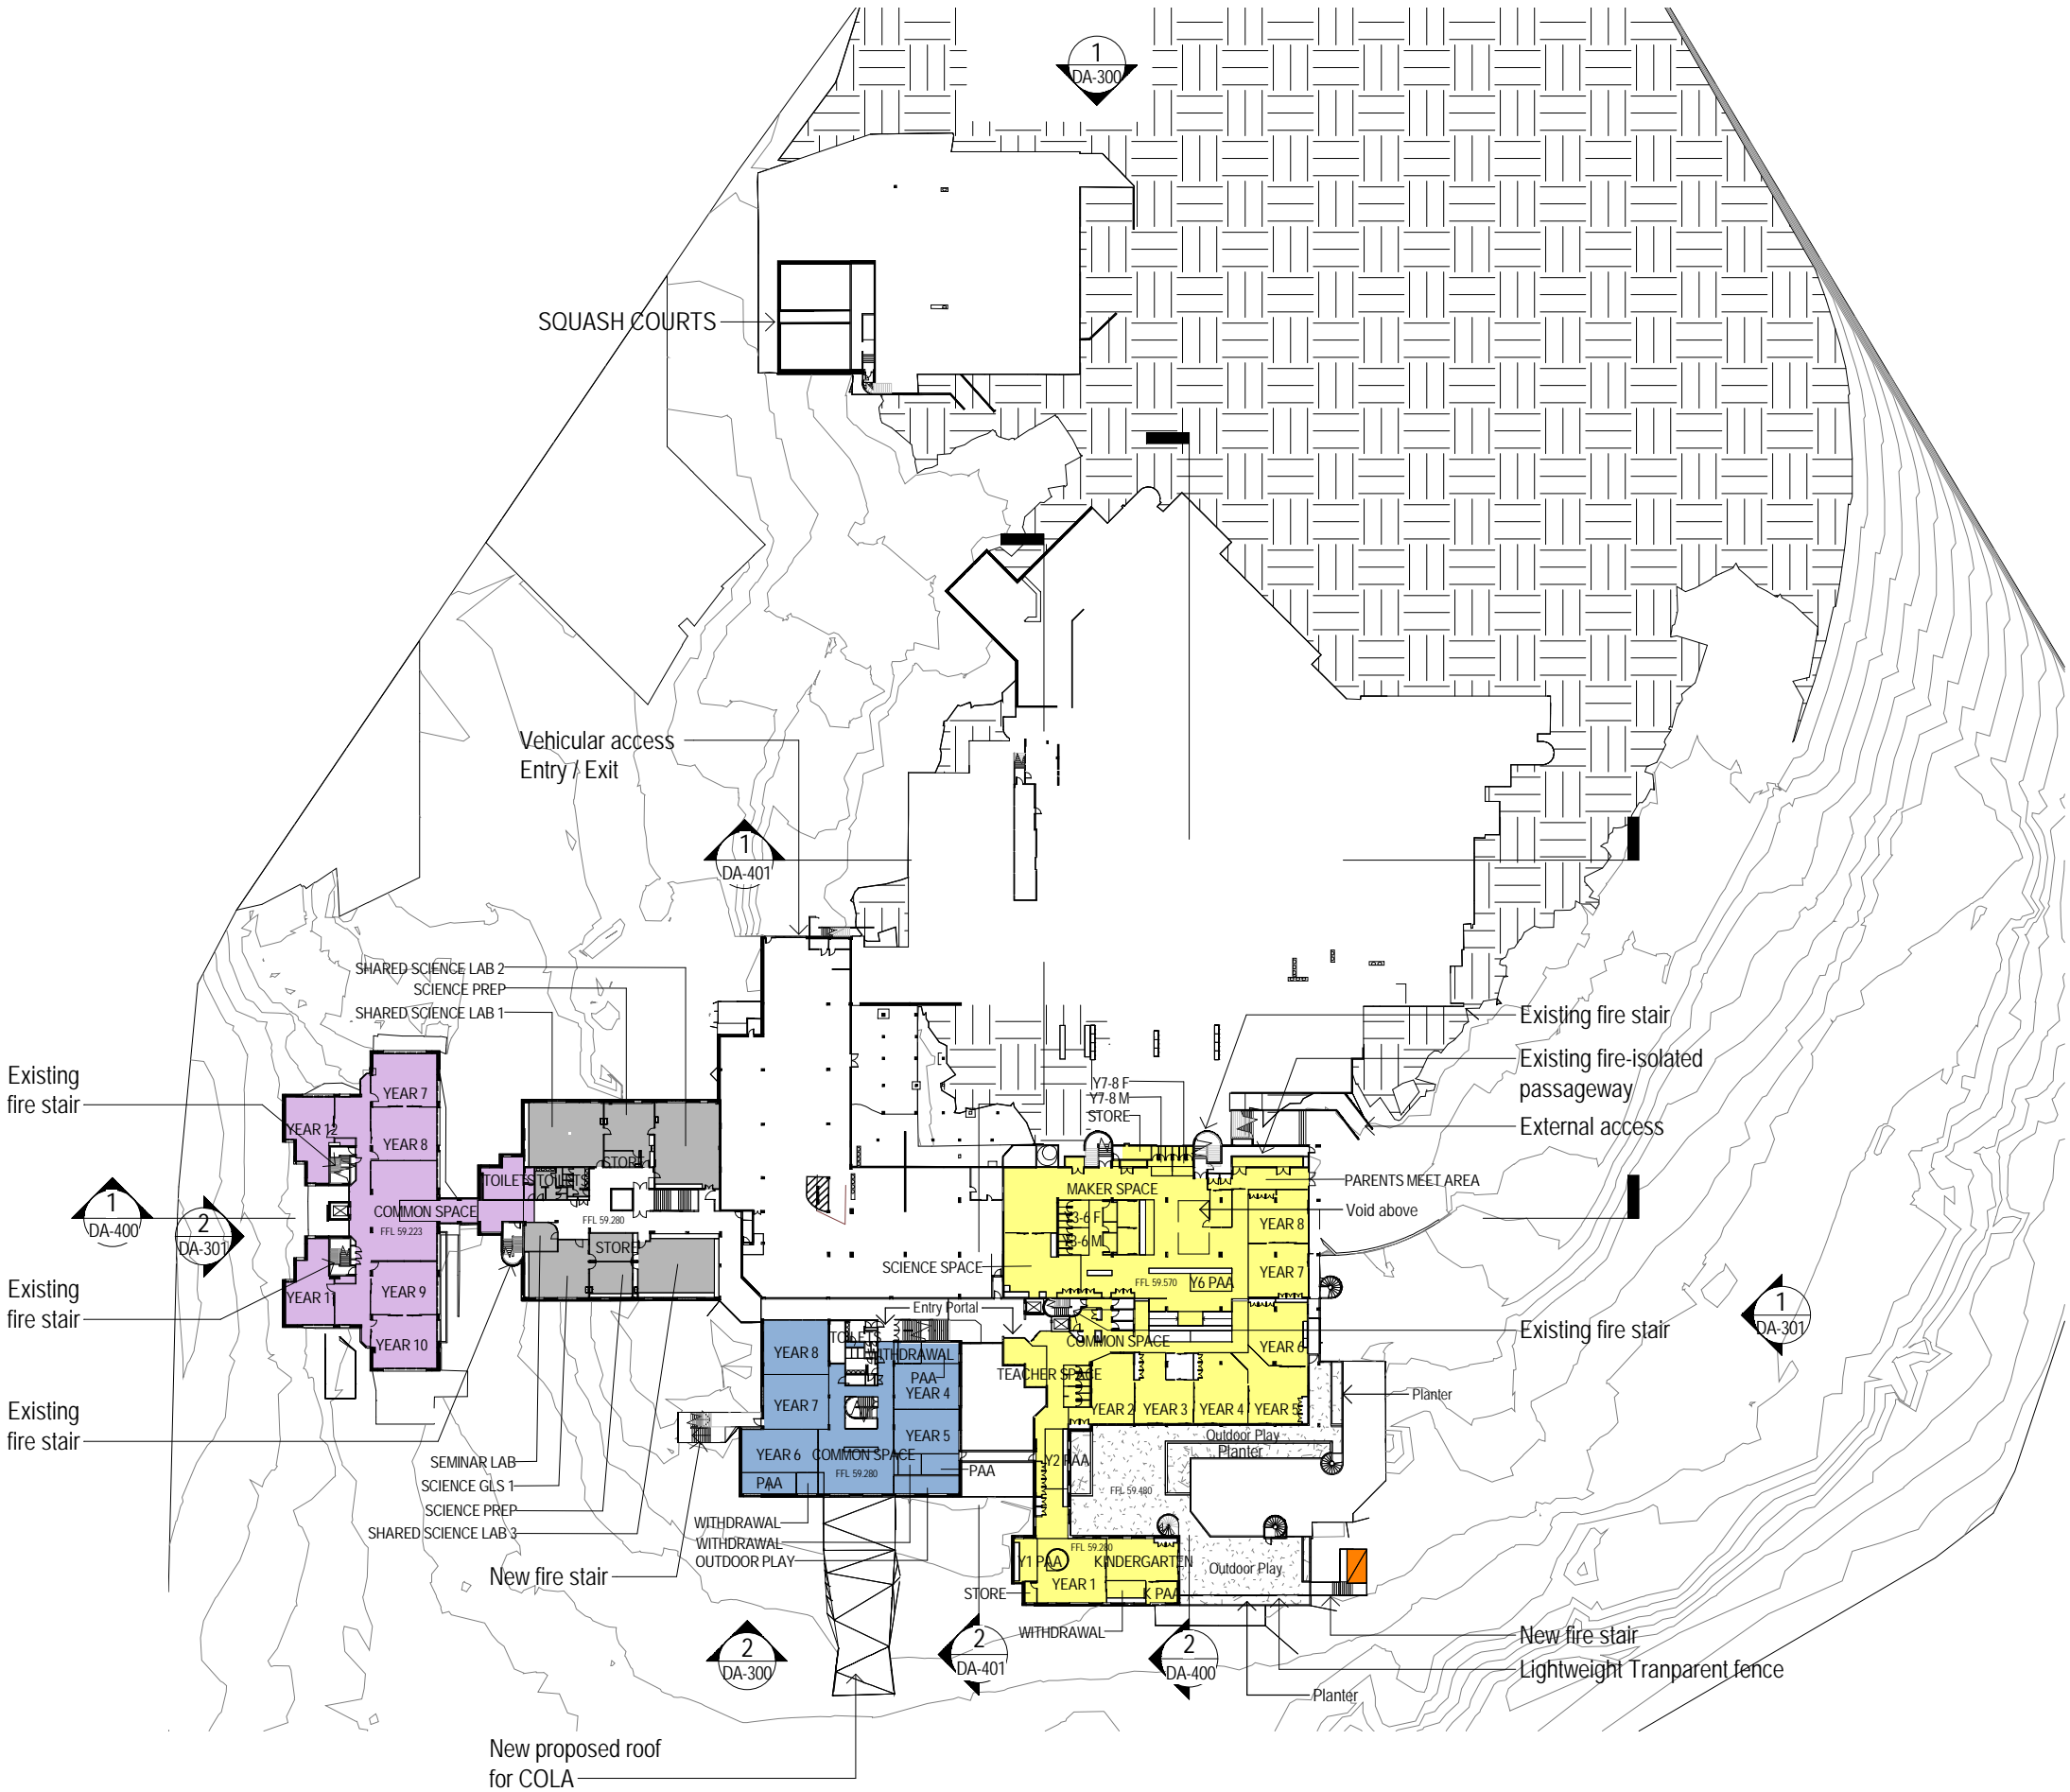 1
DA-300
SQUASH COURTS
Vehicular access
Entry / Exit
1
DA-401
SHARED SCIENCE LAB 2
SCIENCE PREP
SHARED SCIENCE LAB 1
Existing fire stair
Existing fire-isolated
passageway
External access
Existing
fire stair
YEAR 7
YEAR 12
YEAR 8
Y7-8 F
Y7-8 M
STORE
STORE
TOILETS
TOILETS
MAKER SPACE
PARENTS MEET AREA
Void above
1
DA-400
2
DA-301
COMMON SPACE
FFL 59.223
FFL 59.280
STORE
3-6 F
3-6 M
YEAR 8
YEAR 7
SCIENCE SPACE
FFL 59.570
Y6 PAA
Existing
fire stair
YEAR 9
YEAR 10
Entry Portal
1
DA-301
Existing fire stair
COMMON SPACE
YEAR 6
TOILETS
WITHDRAWAL
YEAR 8
PAA
YEAR 4
TEACHER SPACE
YEAR 7
YEAR 2
YEAR 3
YEAR 4
YEAR 5
Planter
Existing
fire stair
YEAR 5
YEAR 6
COMMON SPACE
FFL 59.280
PAA
PAA
Outdoor Play
Planter
Y2 PAA
FFL 59.480
SEMINAR LAB
SCIENCE GLS 1
SCIENCE PREP
SHARED SCIENCE LAB 3
WITHDRAWAL
WITHDRAWAL
OUTDOOR PLAY
New fire stair
FFL 59.280
Y1 PAA
KINDERGARTEN
YEAR 1
K PAA
Outdoor Play
STORE
WITHDRAWAL
2
DA-300
2
DA-401
2
DA-400
New fire stair
Lightweight Tranparent fence
Planter
New proposed roof
for COLA